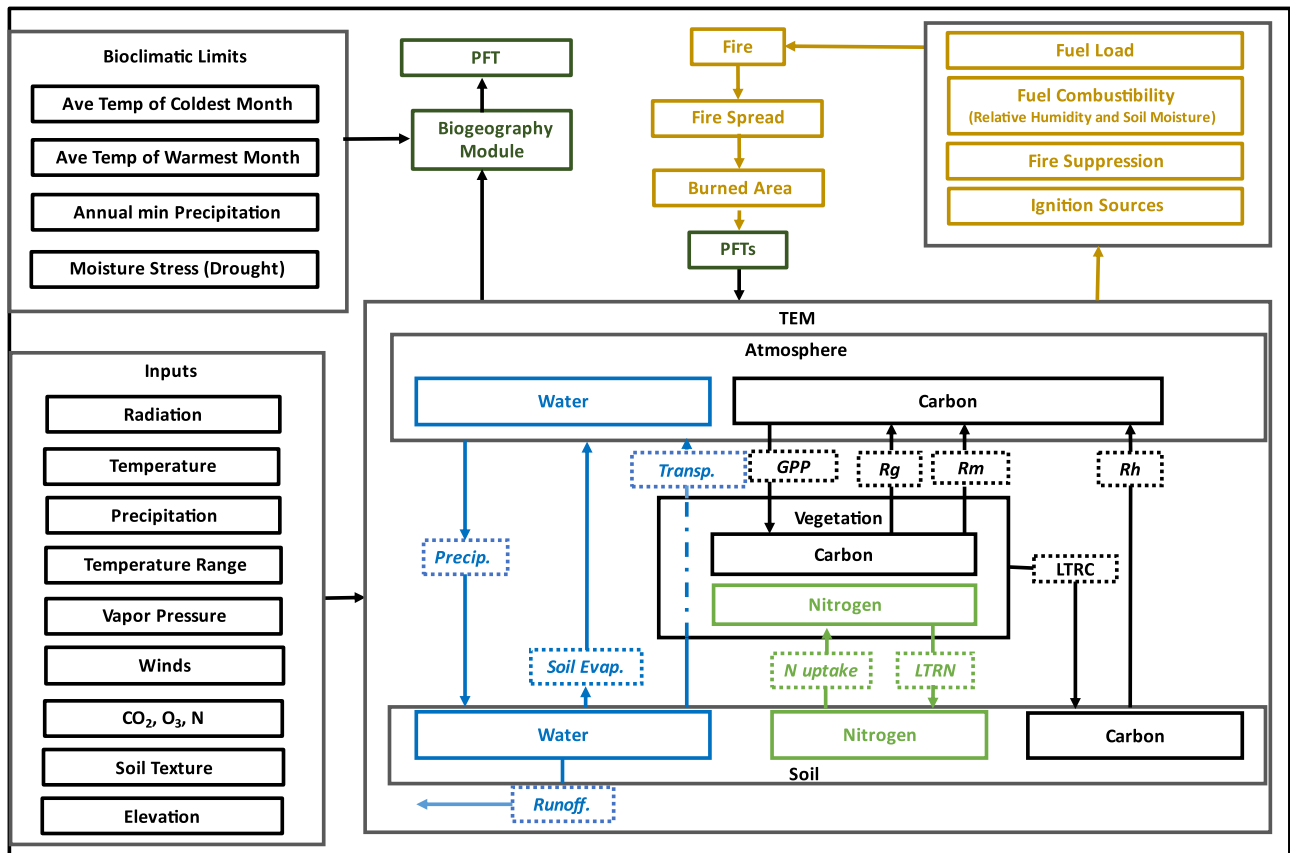 Bioclimatic Limits
Ave Temp of Coldest Month
Ave Temp of Warmest Month
Annual min Precipitation
Moisture Stress (Drought)
PFT
Biogeography
Module
Fire
Fire Spread
Burned Area
PFTs
Fuel Load
Fuel Combustibility
(Relative Humidity and Soil Moisture)
Fire Suppression
Ignition Sources
Inputs
Radiation
Temperature
Precipitation
Temperature Range
Vapor Pressure
Winds
CO₂, O₃, N
Soil Texture
Elevation
TEM
Atmosphere
Water
Carbon
Transp.
GPP
Rg
Rm
Rh
Precip.
Vegetation
Carbon
LTRC
Nitrogen
Soil Evap.
N uptake
LTRN
Water
Nitrogen
Carbon
Soil
Runoff.